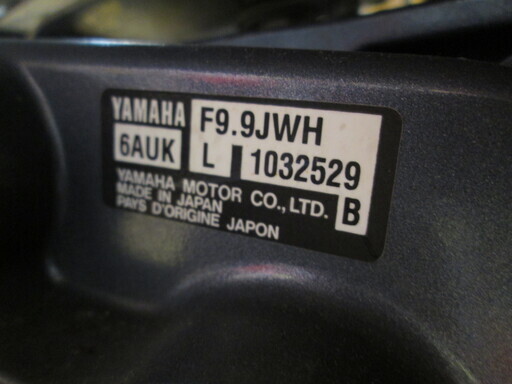 YAMAHA F9.9JWH
6AUK L 1032529
YAMAHA MOTOR CO., LTD. B
MADE IN JAPAN
PAYS D'ORIGINE JAPON